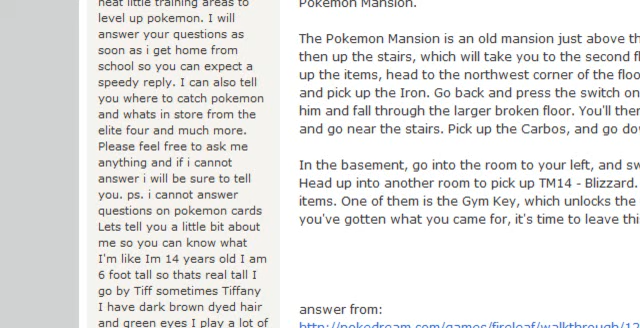 neat little training areas to
level up pokemon. I will
answer your questions as
soon as i get home from
school so you can expect a
speedy reply. I can also tell
you where to catch pokemon
and whats in store from the
elite four and much more.
Please feel free to ask me
anything and if i cannot
answer i will be sure to tell
you. ps. i cannot answer
questions on pokemon cards
Lets tell you a little bit about
me so you can know what
I'm like Im 14 years old I am
6 foot tall so thats real tall I
go by Tiff sometimes Tiffany
I have dark brown dyed hair
and green eyes I play a lot of
Pokemon Mansion.
The Pokemon Mansion is an old mansion just above th
then up the stairs, which will take you to the second fl
up the items, head to the northwest corner of the floo
and pick up the Iron. Go back and press the switch on
him and fall through the larger broken floor. You'll ther
and go near the stairs. Pick up the Carbos, and go do
In the basement, go into the room to your left, and sw
Head up into another room to pick up TM14 - Blizzard.
items. One of them is the Gym Key, which unlocks the
you've gotten what you came for, it's time to leave this
answer from:
http://pokedream.com/games/fireleaf/walkthrough/12